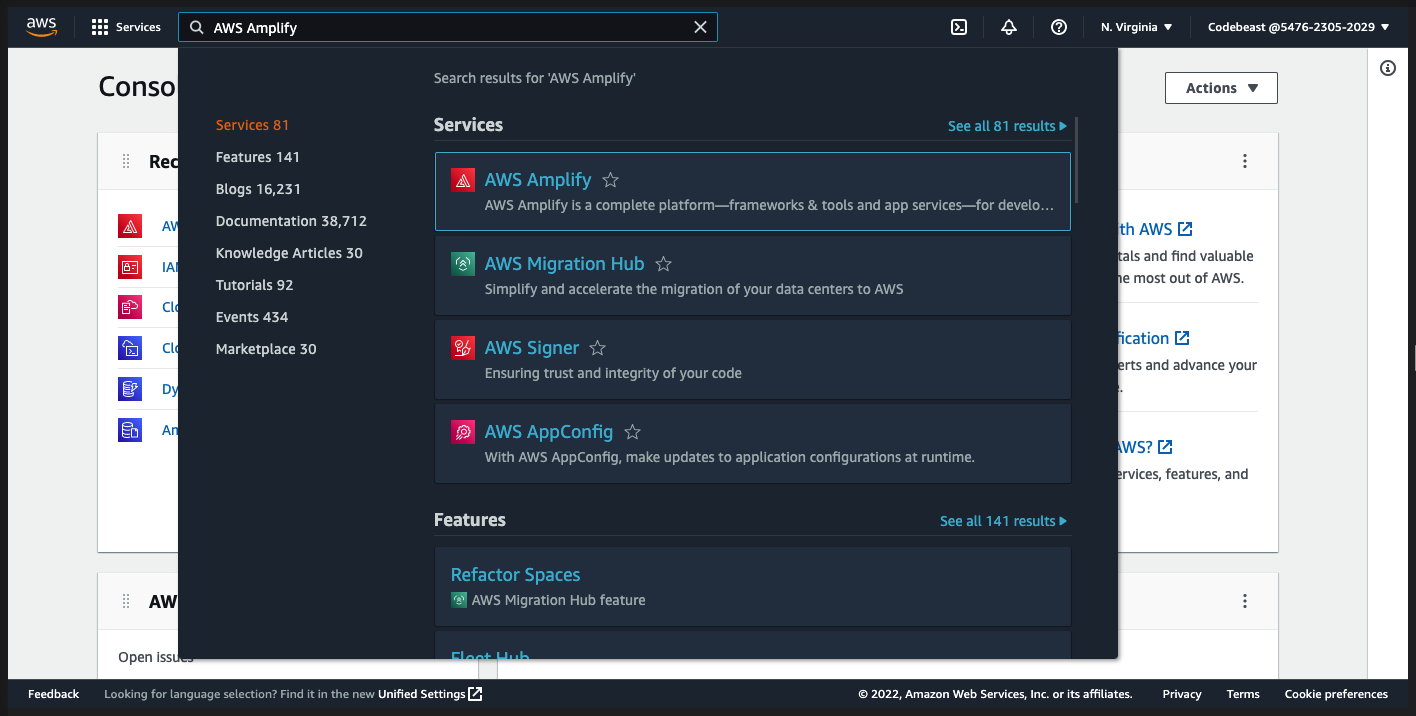 aws
Services
AWS Amplify
N. Virginia
Codebeast @5476-2305-2029
Search results for 'AWS Amplify'
Services 81
Features 141
Blogs 16,231
Documentation 38,712
Knowledge Articles 30
Tutorials 92
Events 434
Marketplace 30
Services
See all 81 results
AWS Amplify
AWS Amplify is a complete platform—frameworks & tools and app services—for develo...
AWS Migration Hub
Simplify and accelerate the migration of your data centers to AWS
AWS Signer
Ensuring trust and integrity of your code
AWS AppConfig
With AWS AppConfig, make updates to application configurations at runtime.
Features
See all 141 results
Refactor Spaces
AWS Migration Hub feature
Fleet Hub
Conso
Actions
Rec
AW
IAM
Clo
Clo
Dy
Am
th AWS
tals and find valuable
he most out of AWS.
fication
erts and advance your
AWS?
ervices, features, and
AW
Open issues
Feedback
Looking for language selection? Find it in the new Unified Settings
© 2022, Amazon Web Services, Inc. or its affiliates.
Privacy
Terms
Cookie preferences